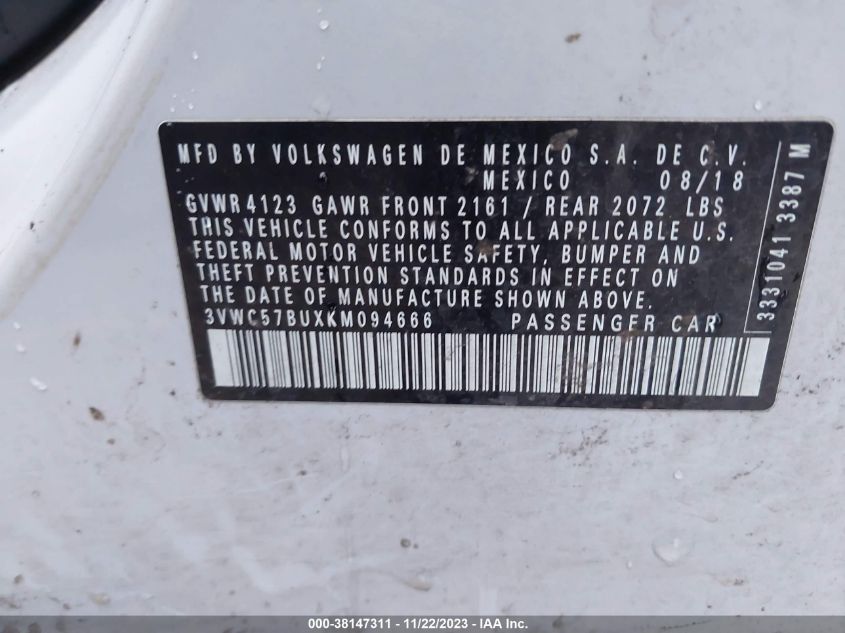 MFD BY VOLKSWAGEN DE MEXICO S.A. DE C.V.
MEXICO 08/18
GVWR 4123 GAWR FRONT 2161 / REAR 2072 LBS
THIS VEHICLE CONFORMS TO ALL APPLICABLE U.S.
FEDERAL MOTOR VEHICLE SAFETY, BUMPER AND
THEFT PREVENTION STANDARDS IN EFFECT ON
THE DATE OF MANUFACTURE SHOWN ABOVE.
3VWC57BUXKM094666 PASSENGER CAR
3331041 3387 M
000-38147311 - 11/22/2023 - IAA Inc.